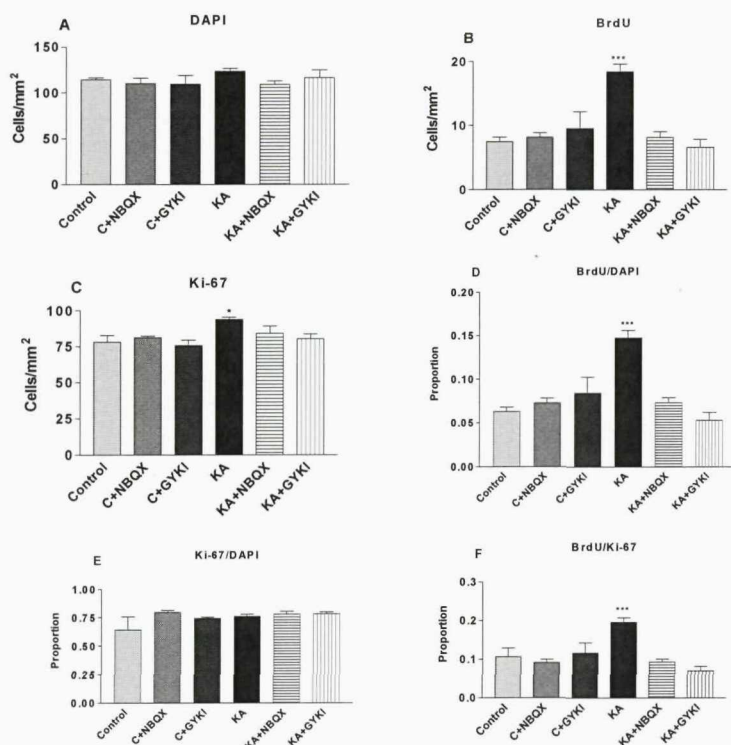 A
DAPI
Cells/mm²
150
100
50
0
Control
C+NBQX
C+GYKI
KA
KA+NBQX
KA+GYKI
B
BrdU
Cells/mm²
20
10
0
***
Control
C+NBQX
C+GYKI
KA
KA+NBQX
KA+GYKI
C
Ki-67
Cells/mm²
100
75
50
25
0
*
Control
C+NBQX
C+GYKI
KA
KA+NBQX
KA+GYKI
D
BrdU/DAPI
Proportion
0.20
0.15
0.10
0.05
0.00
***
Control
C+NBQX
C+GYKI
KA
KA+NBQX
KA+GYKI
E
Ki-67/DAPI
Proportion
1.00
0.75
0.50
0.25
0.00
Control
C+NBQX
C+GYKI
KA
KA+NBQX
KA+GYKI
F
BrdU/Ki-67
Proportion
0.3
0.2
0.1
0.0
***
Control
C+NBQX
C+GYKI
KA
KA+NBQX
KA+GYKI